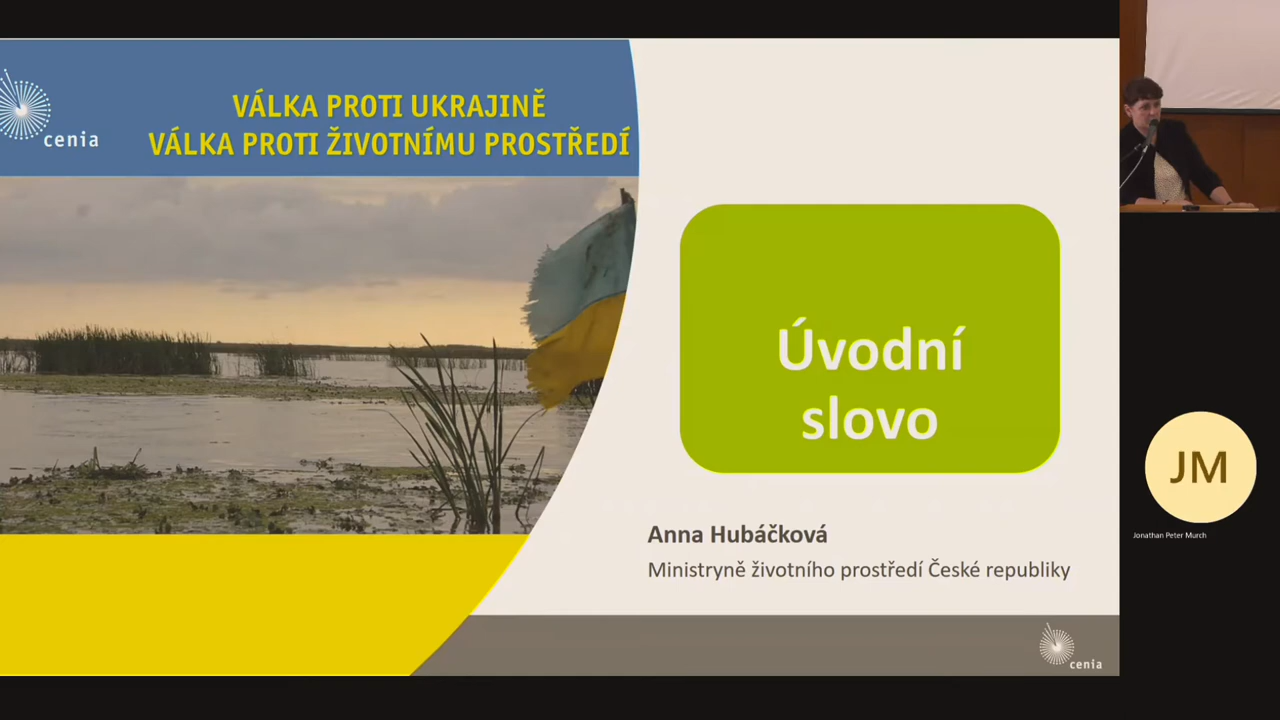 cenia
VÁLKA PROTI UKRAJINĚ
VÁLKA PROTI ŽIVOTNÍMU PROSTŘEDÍ
Úvodní
slovo
Anna Hubáčková
Ministryně životního prostředí České republiky
cenia
JM
Jonathan Peter Murch